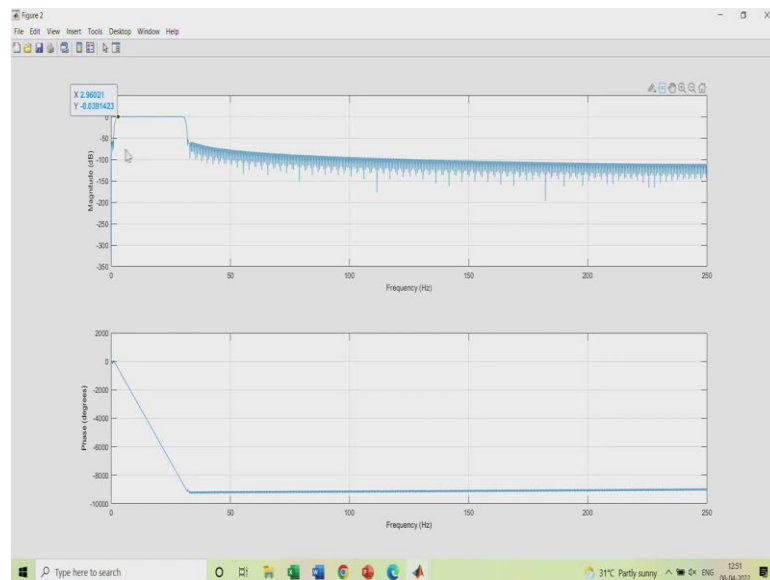 Figure 2
File Edit View Insert Tools Desktop Window Help
X 2.96021
Y -0.0391423
0
-50
-100
-150
-200
-250
-300
-350
Magnitude (dB)
0 50 100 150 200 250
Frequency (Hz)
2000
0
-2000
-4000
-6000
-8000
-10000
Phase (degrees)
0 50 100 150 200 250
Frequency (Hz)
Type here to search
31°C Partly sunny
ENG
12:51
08-04-2022